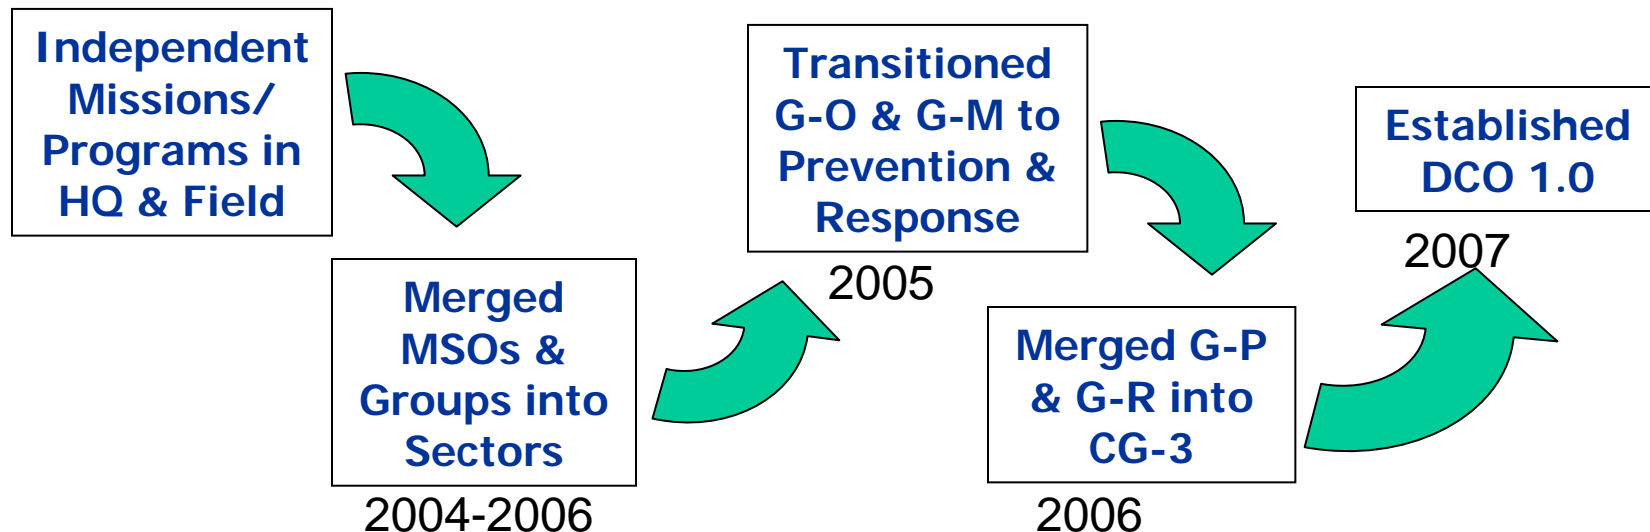 Independent
Missions/
Programs in
HQ & Field
Merged
MSOs &
Groups into
Sectors
2004-2006
Transitioned
G-O & G-M to
Prevention &
Response
2005
Merged G-P
& G-R into
CG-3
2006
Established
DCO 1.0
2007